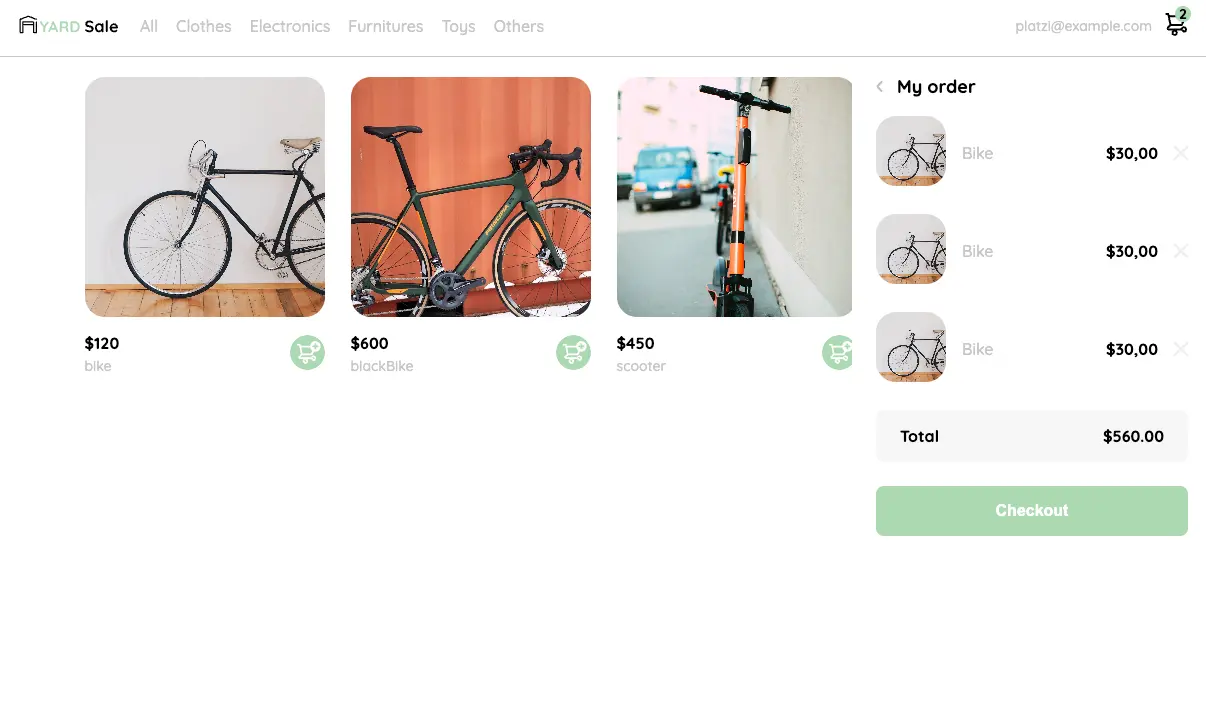 YARD Sale
All Clothes Electronics Furnitures Toys Others
platzi@example.com
2
$120
bike
$600
blackBike
$450
scooter
My order
Bike $30,00
Bike $30,00
Bike $30,00
Total $560.00
Checkout